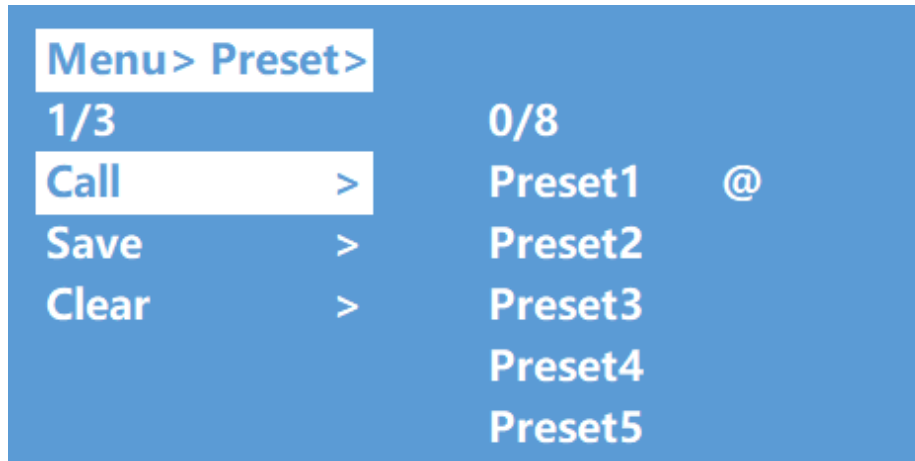 Menu> Preset>
1/3 0/8
Call > Preset1 @
Save > Preset2
Clear > Preset3
Preset4
Preset5